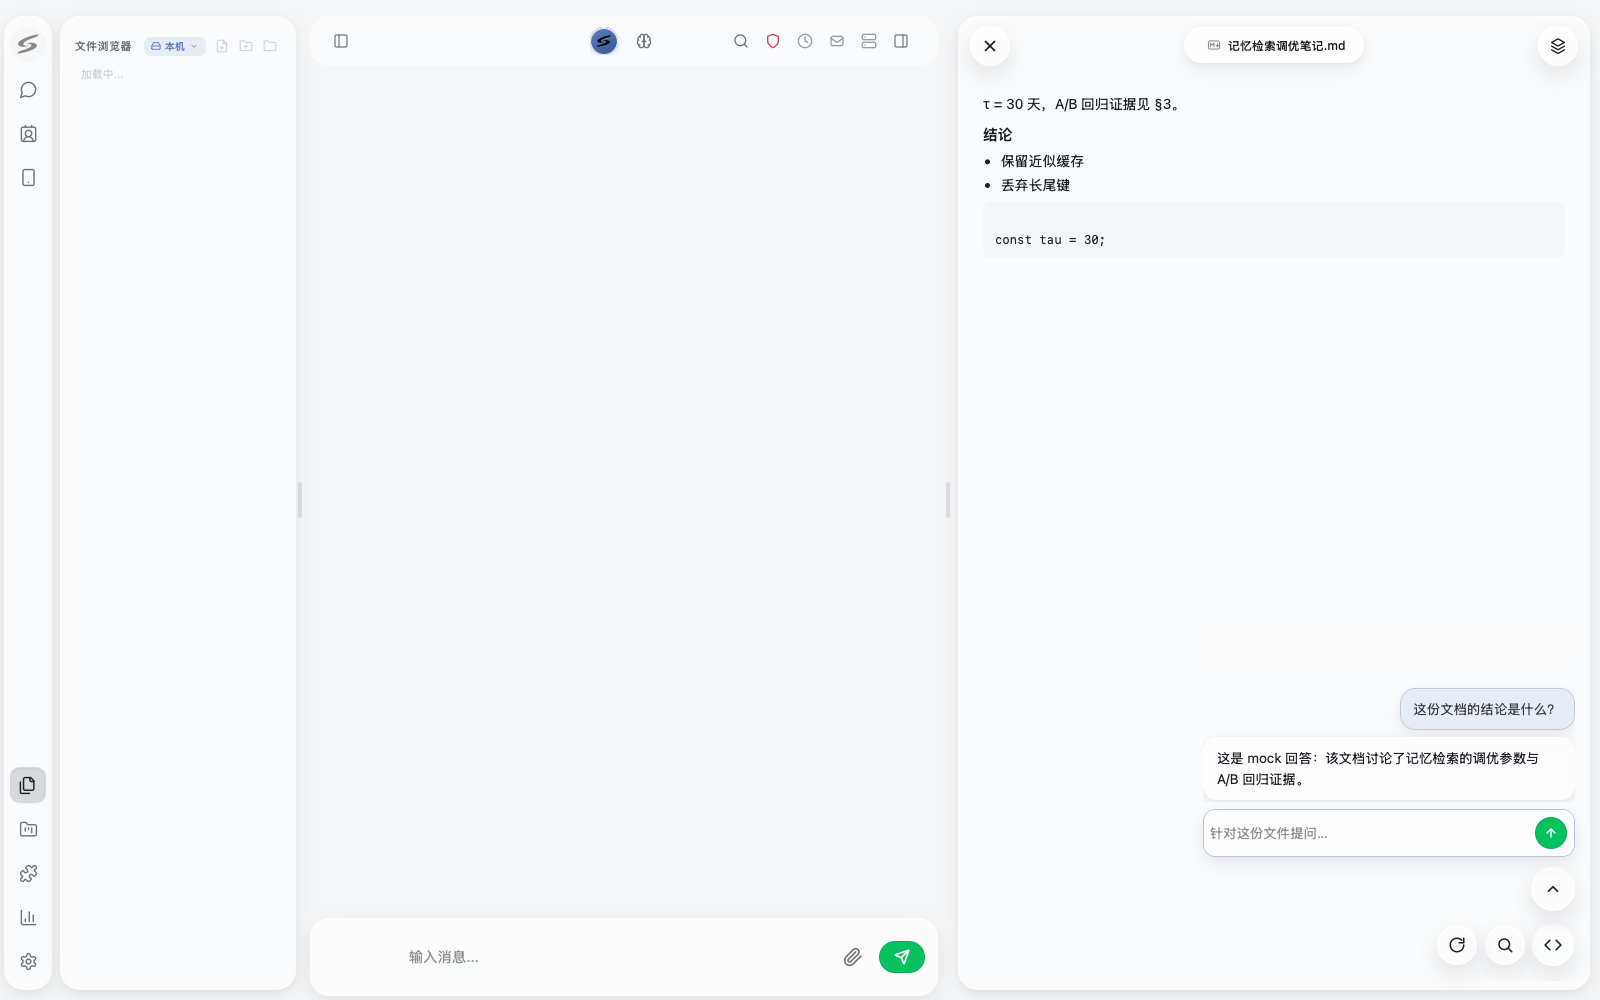 文件浏览器
本机
加载中...
输入消息...
记忆检索调优笔记.md
τ = 30 天，A/B 回归证据见 §3。
结论
• 保留近似缓存
• 丢弃长尾键
const tau = 30;
这份文档的结论是什么?
这是 mock 回答：该文档讨论了记忆检索的调优参数与
A/B 回归证据。
针对这份文件提问...